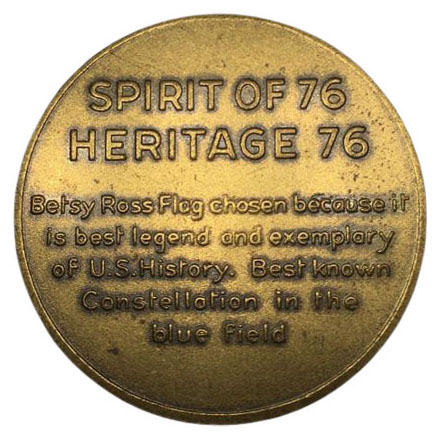 SPIRIT OF 76
HERITAGE 76
Betsy Ross Flag chosen because it
is best legend and exemplary
of U.S. History. Best known
Constellation in the
blue field